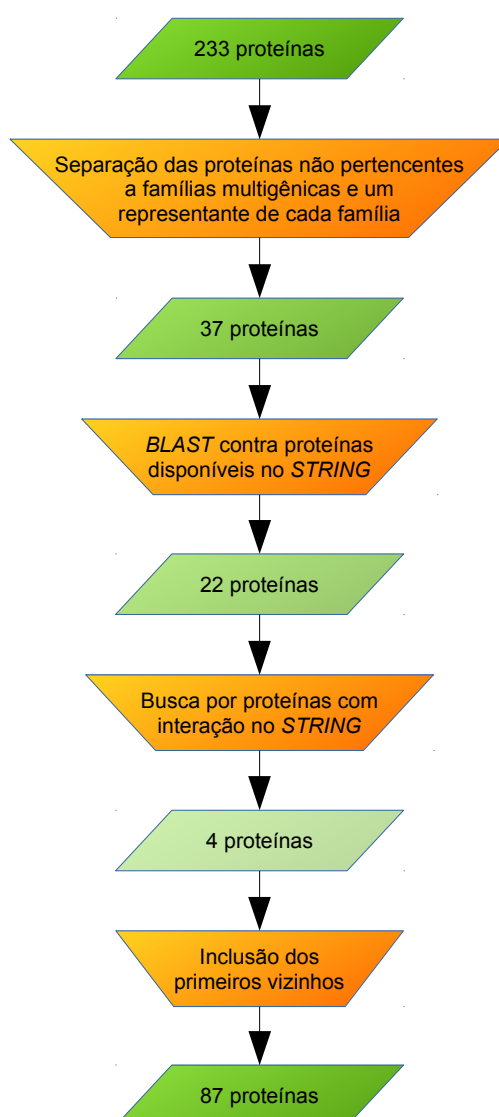 233 proteínas
Separação das proteínas não pertencentes
a famílias multigênicas e um
representante de cada família
37 proteínas
BLAST contra proteínas
disponíveis no STRING
22 proteínas
Busca por proteínas com
interação no STRING
4 proteínas
Inclusão dos
primeiros vizinhos
87 proteínas